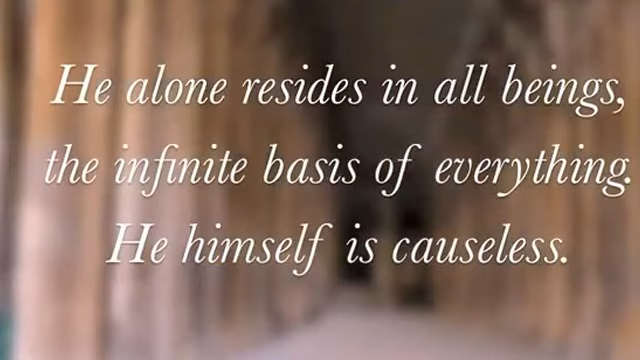 He alone resides in all beings,
the infinite basis of everything.
He himself is causeless.